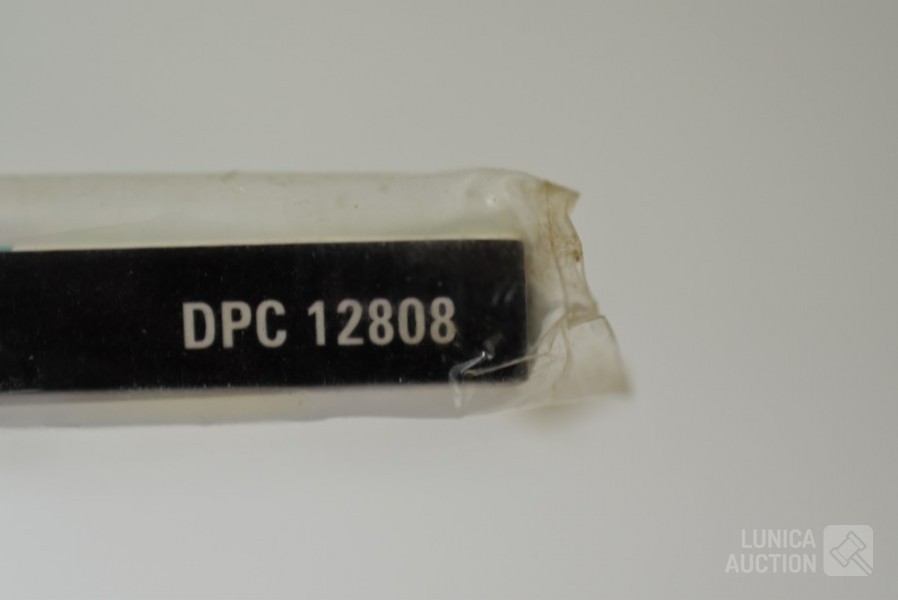 DPC 12808
LUNICA
AUCTION